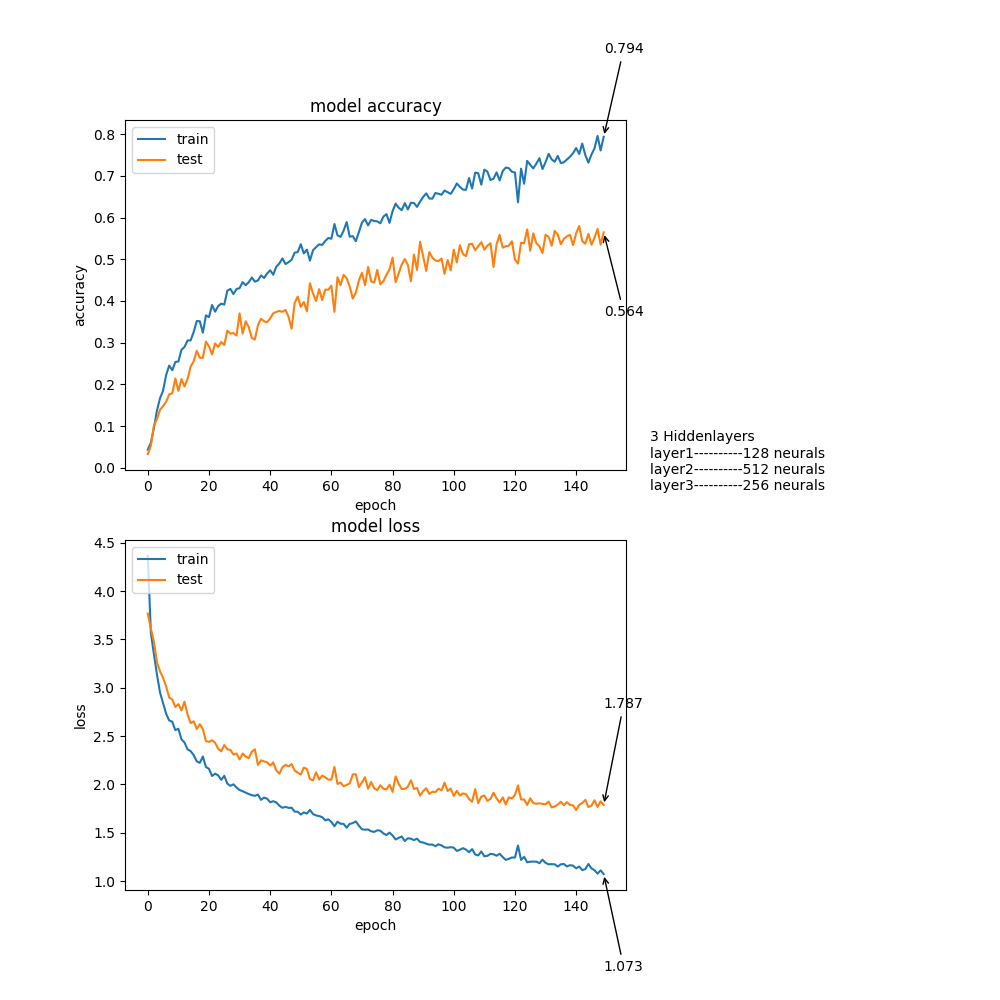 0.794
model accuracy
train
test
0.8
0.7
0.6
0.5
0.4
0.3
0.2
0.1
0.0
accuracy
0.564
0 20 40 60 80 100 120 140
epoch
3 Hiddenlayers
layer1----------128 neurals
layer2----------512 neurals
layer3----------256 neurals
model loss
train
test
4.5
4.0
3.5
3.0
2.5
2.0
1.5
1.0
loss
1.787
0 20 40 60 80 100 120 140
epoch
1.073